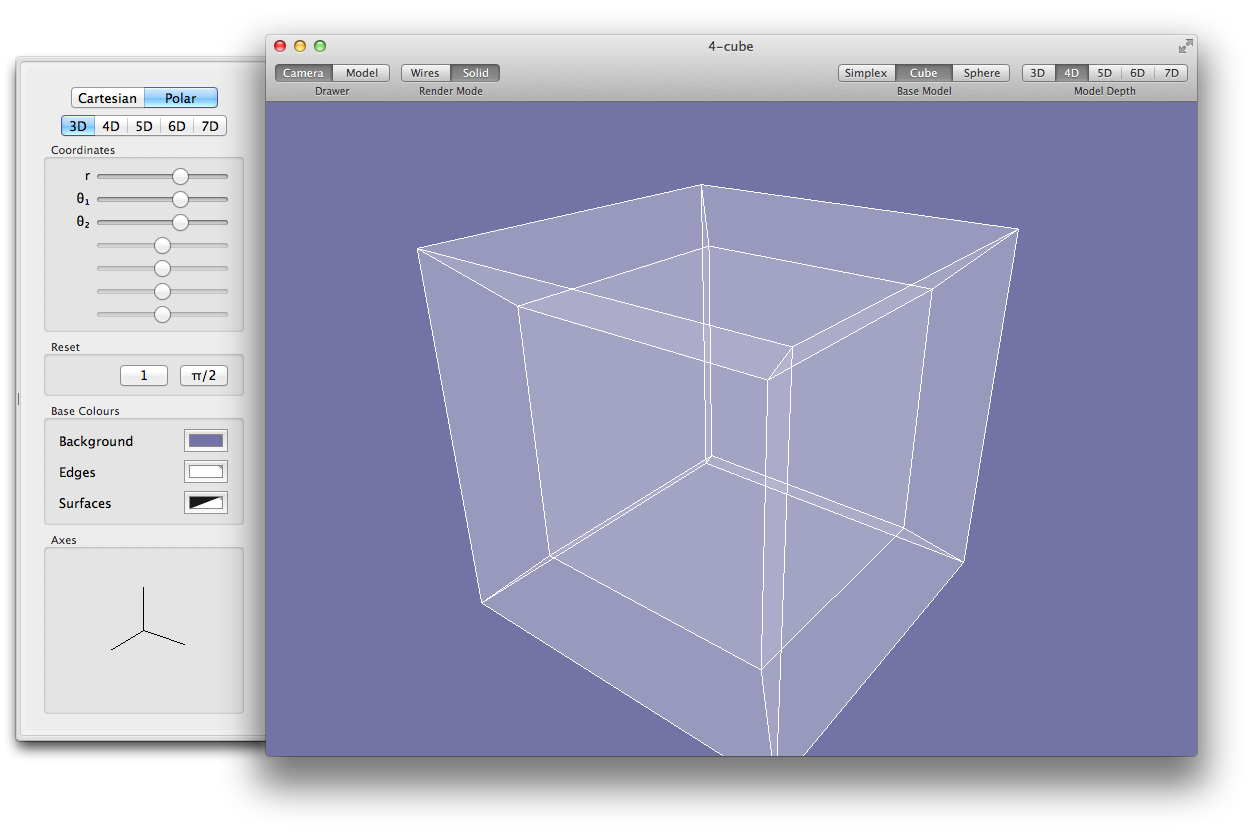 4-cube
Camera Model Wires Solid Simplex Cube Sphere 3D 4D 5D 6D 7D
Drawer Render Mode Base Model Model Depth
Cartesian Polar
3D 4D 5D 6D 7D
Coordinates
r
θ₁
θ₂
Reset
1 π/2
Base Colours
Background
Edges
Surfaces
Axes